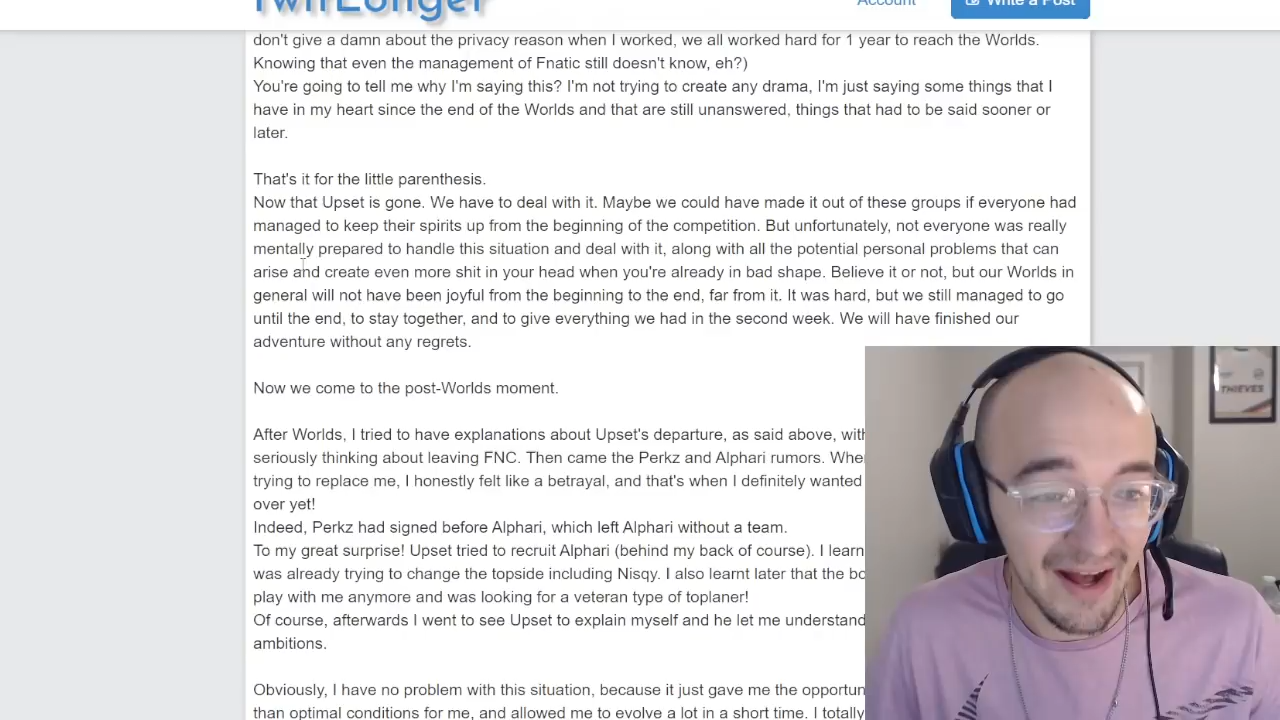 TwitLonger
Account
Write a Post
don't give a damn about the privacy reason when I worked, we all worked hard for 1 year to reach the Worlds.
Knowing that even the management of Fnatic still doesn't know, eh?)
You're going to tell me why I'm saying this? I'm not trying to create any drama, I'm just saying some things that I
have in my heart since the end of the Worlds and that are still unanswered, things that had to be said sooner or
later.
That's it for the little parenthesis.
Now that Upset is gone. We have to deal with it. Maybe we could have made it out of these groups if everyone had
managed to keep their spirits up from the beginning of the competition. But unfortunately, not everyone was really
mentally prepared to handle this situation and deal with it, along with all the potential personal problems that can
arise and create even more shit in your head when you're already in bad shape. Believe it or not, but our Worlds in
general will not have been joyful from the beginning to the end, far from it. It was hard, but we still managed to go
until the end, to stay together, and to give everything we had in the second week. We will have finished our
adventure without any regrets.
Now we come to the post-Worlds moment.
After Worlds, I tried to have explanations about Upset's departure, as said above, with
seriously thinking about leaving FNC. Then came the Perkz and Alphari rumors.
trying to replace me, I honestly felt like a betrayal, and that's when I definitely wanted
over yet!
Indeed, Perkz had signed before Alphari, which left Alphari without a team.
To my great surprise! Upset tried to recruit Alphari (behind my back of course). I
was already trying to change the topside including Nisqy. I also learnt later that the
play with me anymore and was looking for a veteran type of toplaner!
Of course, afterwards I went to see Upset to explain myself and he let me understand
ambitions.
Obviously, I have no problem with this situation, because it just gave me the
than optimal conditions for me, and allowed me to evolve a lot in a short time. I totally
THIEVES